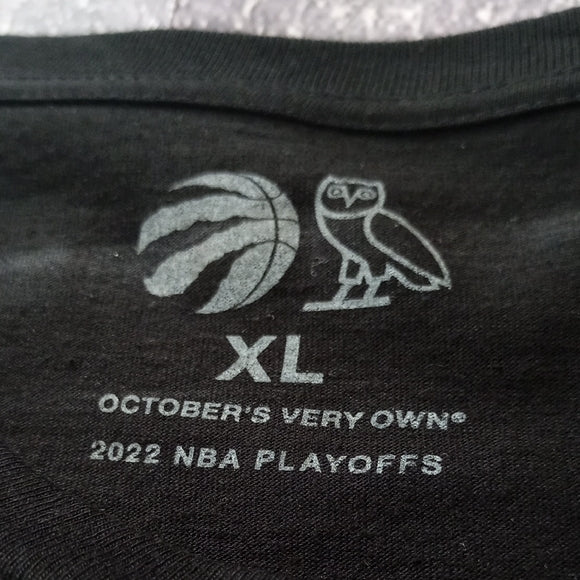 XL
OCTOBER'S VERY OWN®
2022 NBA PLAYOFFS